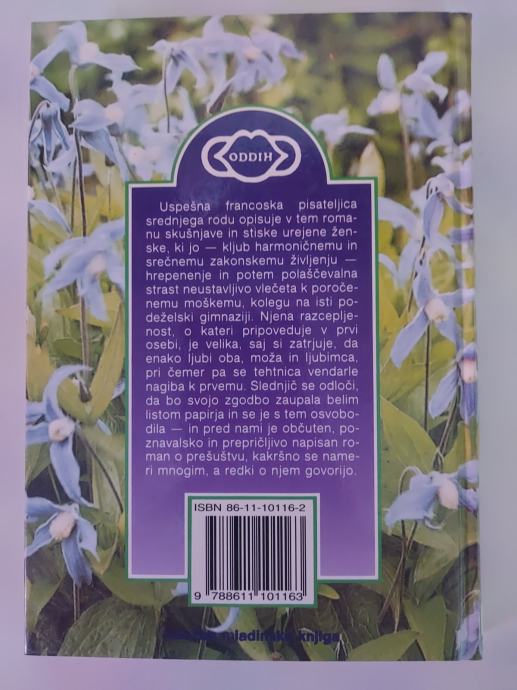 ODDIH
Uspešna francoska pisateljica
srednjega rodu opisuje v tem roma-
nu skušnjave in stiske urejene žen-
ske, ki jo — kljub harmoničnemu in
srečnemu zakonskemu življenju —
hrepenenje in potem polaščevalna
strast neustavljivo vlečeta k poroče-
nemu moškemu, kolegu na isti po-
deželski gimnaziji. Njena razceplje-
nost, o kateri pripoveduje v prvi
osebi, je velika, saj si zatrjuje, da
enako ljubi oba, moža in ljubimca,
pri čemer pa se tehtnica vendarle
nagiba k prvemu. Slednjič se odloči,
da bo svojo zgodbo zaupala belim
listom papirja in se je s tem osvobo-
dila — in pred nami je občuten, po-
znavalsko in prepričljivo napisan ro-
man o prešuštvu, kakršno se name-
ri mnogim, a redki o njem govorijo.
ISBN 86-11-10116-2
9 788611 101163
mladinska knjiga